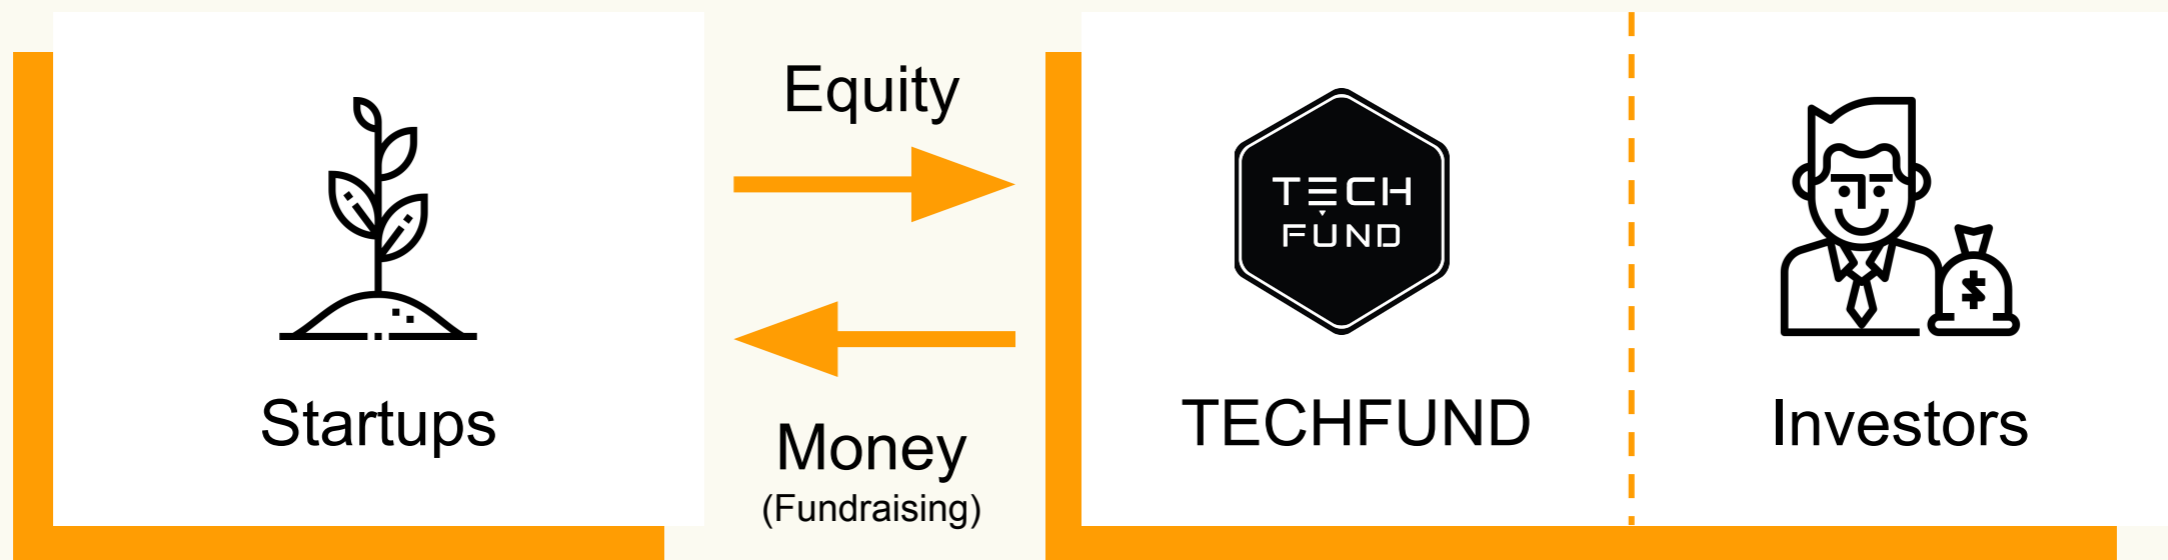 Startups
Equity
Money
(Fundraising)
TECH
FUND
TECHFUND
$
Investors